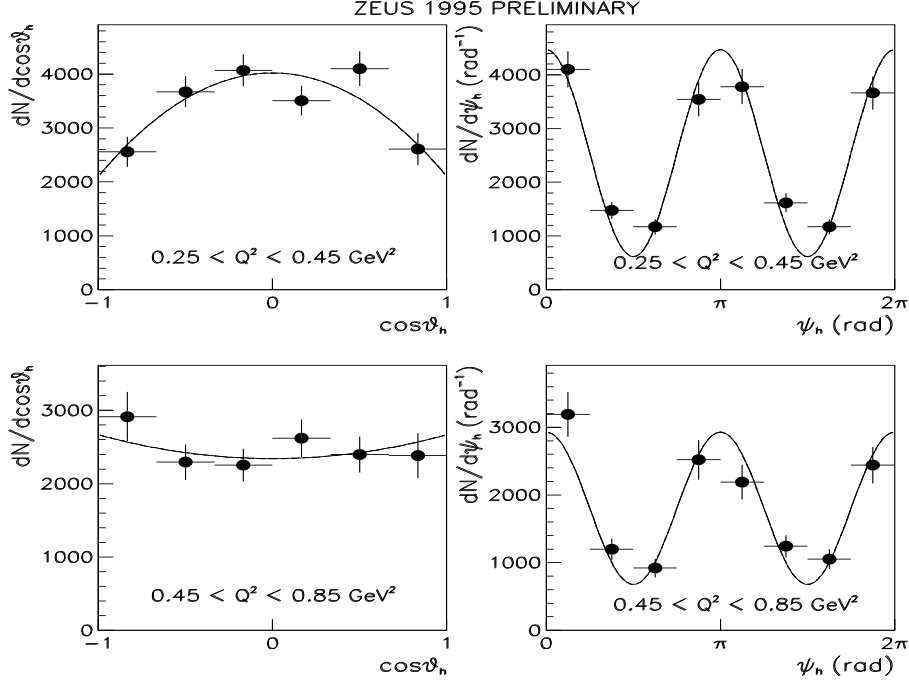 ZEUS 1995 PRELIMINARY
dN/dcosϑₕ
4000
3000
2000
1000
0
0.25 < Q² < 0.45 GeV²
−1
0
1
cosϑₕ
dN/dψₕ (rad⁻¹)
4000
3000
2000
1000
0
0.25 < Q² < 0.45 GeV²
0
π
2π
ψₕ (rad)
dN/dcosϑₕ
3000
2000
1000
0
0.45 < Q² < 0.85 GeV²
−1
0
1
cosϑₕ
dN/dψₕ (rad⁻¹)
3000
2000
1000
0
0.45 < Q² < 0.85 GeV²
0
π
2π
ψₕ (rad)